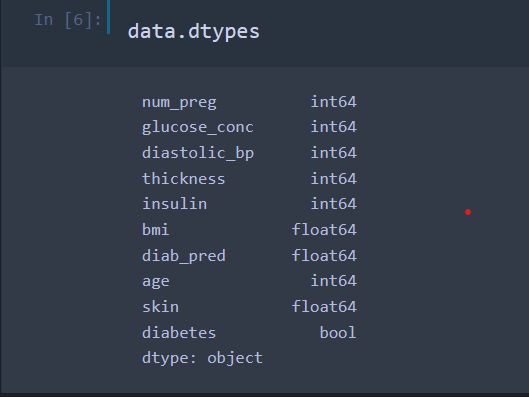 In [6]:
data.dtypes
num_preg int64
glucose_conc int64
diastolic_bp int64
thickness int64
insulin int64
bmi float64
diab_pred float64
age int64
skin float64
diabetes bool
dtype: object